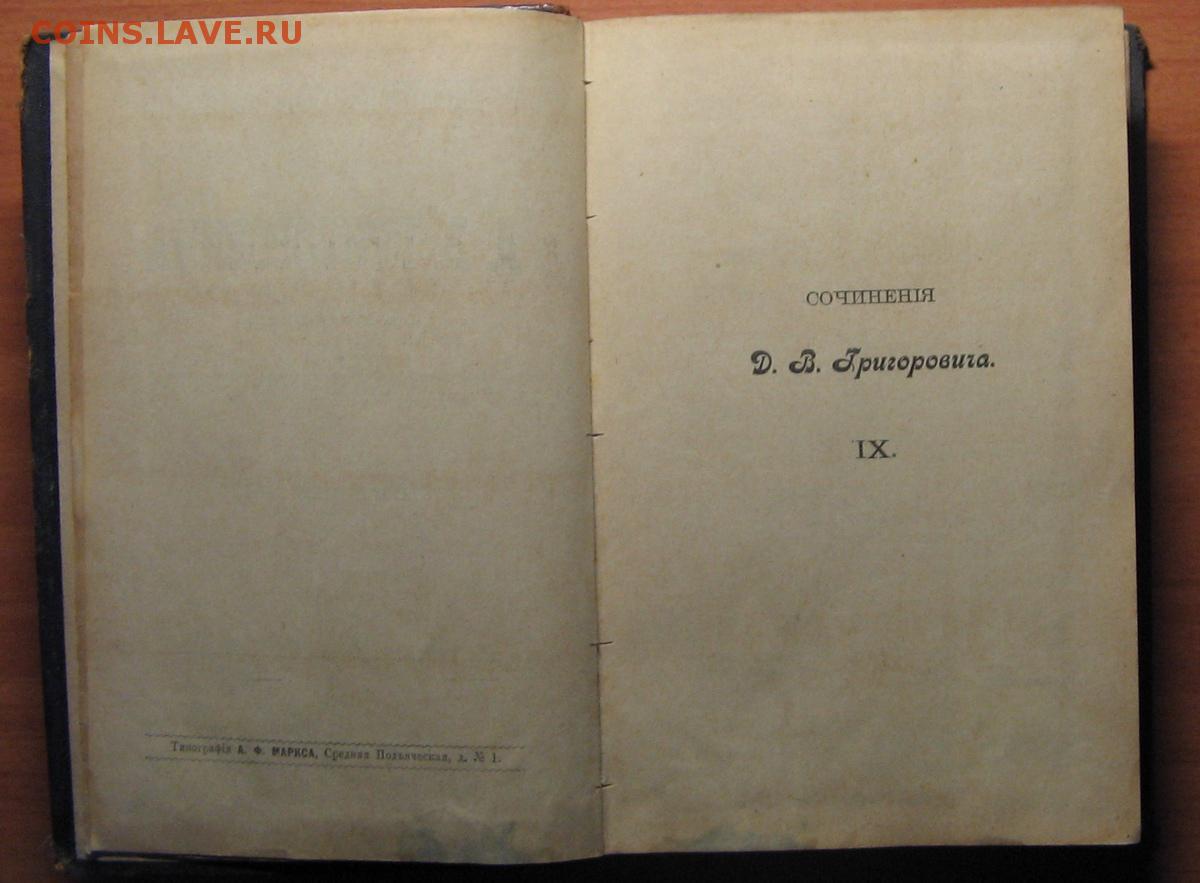 COINS.LAVE.RU
Типографія А. Ф. МАРКСА, Средняя Подьяческая, д. № 1.
СОЧИНЕНІЯ
Д. В. Григоровича.
IX.